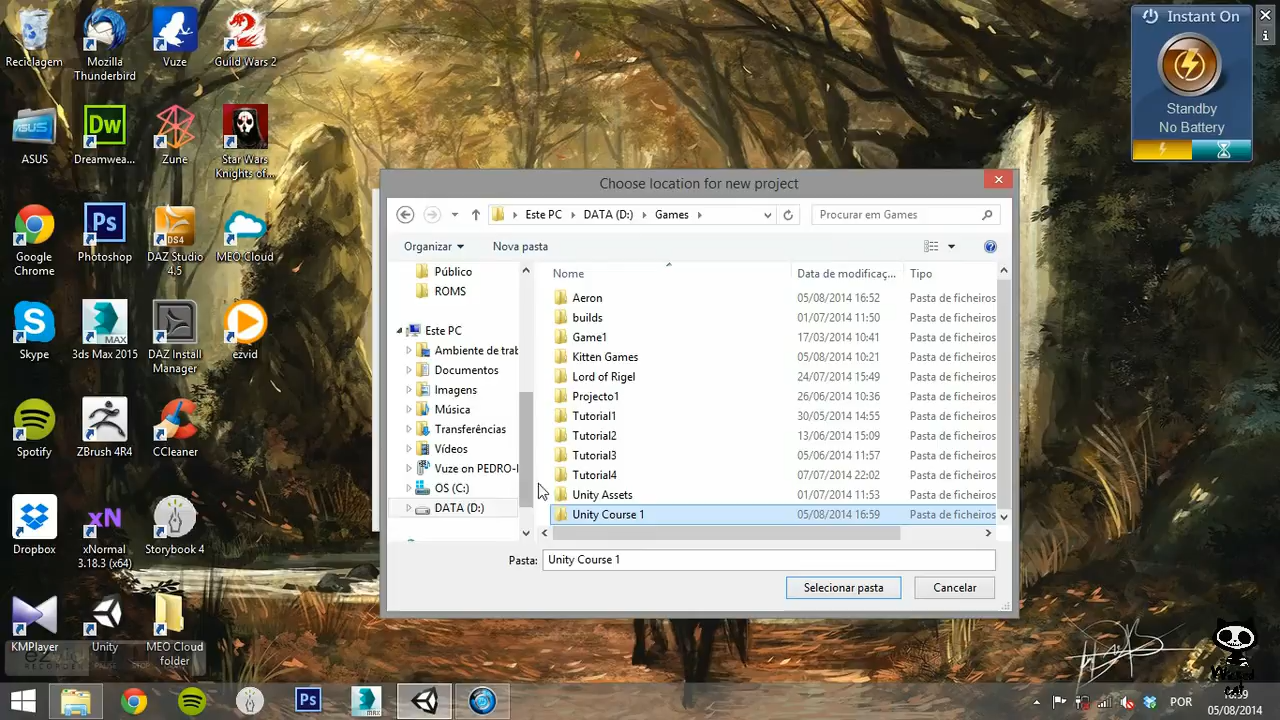 Reciclagem
Mozilla Thunderbird
Vuze
Guild Wars 2
ASUS
Dw
Dreamwea...
Zune
Star Wars Knights of...
Google Chrome
Ps
Photoshop
DS4
DAZ Studio 4.5
MEO Cloud
Skype
MAX
3ds Max 2015
DAZ Install Manager
ezvid
Spotify
ZBrush 4R4
CCleaner
Dropbox
xN
xNormal 3.18.3 (x64)
Storybook 4
KMPlayer
Unity
MEO Cloud folder
Instant On
Standby
No Battery
Choose location for new project
Este PC
DATA (D:)
Games
Procurar em Games
Organizar
Nova pasta
Público
ROMS
Este PC
Ambiente de trab
Documentos
Imagens
Música
Transferências
Vídeos
Vuze on PEDRO-
OS (C:)
DATA (D:)
Nome Data de modificaç... Tipo
Aeron 05/08/2014 16:52 Pasta de ficheiros
builds 01/07/2014 11:50 Pasta de ficheiros
Game1 17/03/2014 10:41 Pasta de ficheiros
Kitten Games 05/08/2014 10:21 Pasta de ficheiros
Lord of Rigel 24/07/2014 15:49 Pasta de ficheiros
Projecto1 26/06/2014 10:36 Pasta de ficheiros
Tutorial1 30/05/2014 14:55 Pasta de ficheiros
Tutorial2 13/06/2014 15:09 Pasta de ficheiros
Tutorial3 05/06/2014 11:57 Pasta de ficheiros
Tutorial4 07/07/2014 22:02 Pasta de ficheiros
Unity Assets 01/07/2014 11:53 Pasta de ficheiros
Unity Course 1 05/08/2014 16:59 Pasta de ficheiros
Pasta: Unity Course 1
Selecionar pasta
Cancelar
Ps
MAX
POR
16:59
05/08/2014